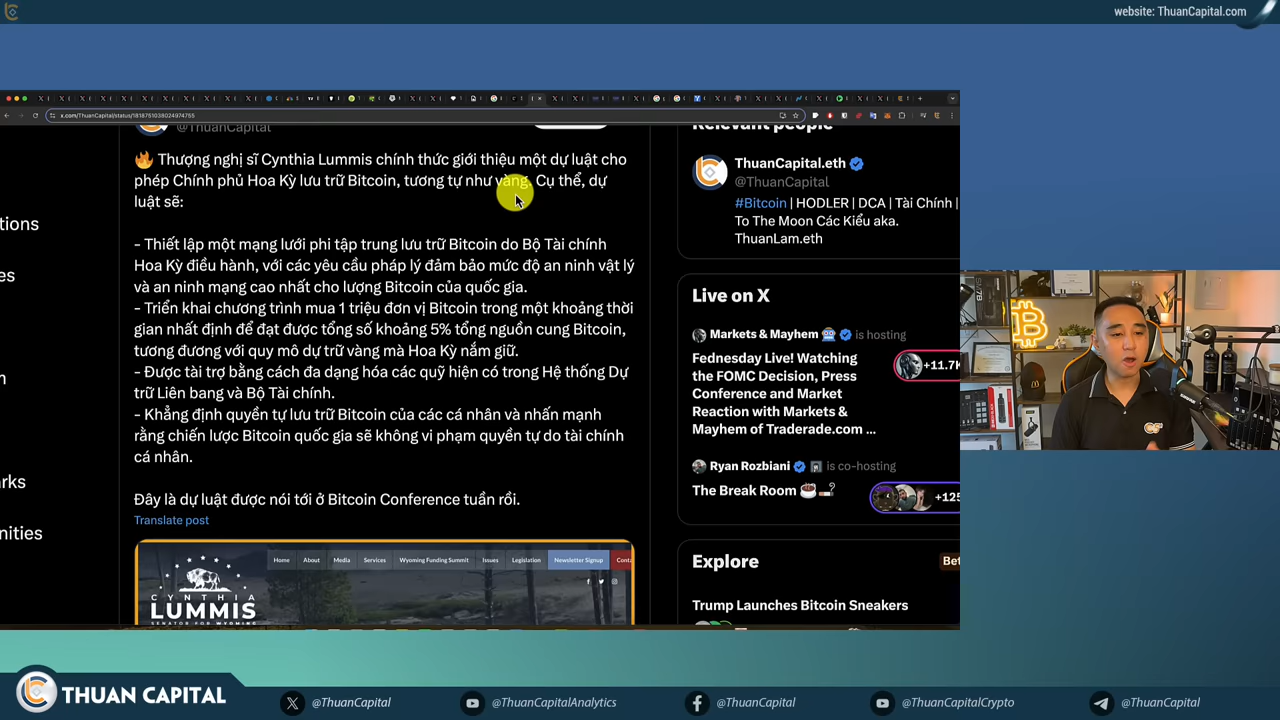 website: ThuanCapital.com
x.com/ThuanCapital/status/1818751038024974755
@ThuanCapital
🔥 Thượng nghị sĩ Cynthia Lummis chính thức giới thiệu một dự luật cho
phép Chính phủ Hoa Kỳ lưu trữ Bitcoin, tương tự như vàng. Cụ thể, dự
luật sẽ:
- Thiết lập một mạng lưới phi tập trung lưu trữ Bitcoin do Bộ Tài chính
Hoa Kỳ điều hành, với các yêu cầu pháp lý đảm bảo mức độ an ninh vật lý
và an ninh mạng cao nhất cho lượng Bitcoin của quốc gia.
- Triển khai chương trình mua 1 triệu đơn vị Bitcoin trong một khoảng thời
gian nhất định để đạt được tổng số khoảng 5% tổng nguồn cung Bitcoin,
tương đương với quy mô dự trữ vàng mà Hoa Kỳ nắm giữ.
- Được tài trợ bằng cách đa dạng hóa các quỹ hiện có trong Hệ thống Dự
trữ Liên bang và Bộ Tài chính.
- Khẳng định quyền tự lưu trữ Bitcoin của các cá nhân và nhấn mạnh
rằng chiến lược Bitcoin quốc gia sẽ không vi phạm quyền tự do tài chính
cá nhân.
Đây là dự luật được nói tới ở Bitcoin Conference tuần rồi.
Translate post
Home About Media Services Wyoming Funding Summit Issues Legislation Newsletter Signup Conta
CYNTHIA
LUMMIS
SENATOR FOR WYOMING
Relevant people
ThuanCapital.eth
@ThuanCapital
#Bitcoin | HODLER | DCA | Tài Chính |
To The Moon Các Kiểu aka.
ThuanLam.eth
Live on X
Markets & Mayhem is hosting
Fednesday Live! Watching
the FOMC Decision, Press
Conference and Market
Reaction with Markets &
Mayhem of Traderade.com ...
+11.7K
Ryan Rozbiani is co-hosting
The Break Room ☕🚬
+125
Explore
Bet
Trump Launches Bitcoin Sneakers
THUAN CAPITAL
@ThuanCapital
@ThuanCapitalAnalytics
@ThuanCapital
@ThuanCapitalCrypto
@ThuanCapital